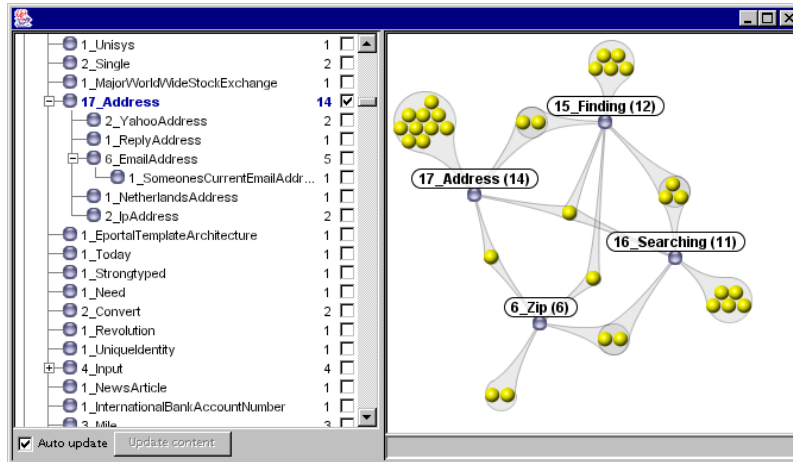 1_Unisys 1
2_Single 2
1_MajorWorldWideStockExchange 1
17_Address 14
2_YahooAddress 2
1_ReplyAddress 1
6_EmailAddress 5
1_SomeonesCurrentEmailAddr... 1
1_NetherlandsAddress 1
2_IpAddress 2
1_EportalTemplateArchitecture 1
1_Today 1
1_Strongtyped 1
1_Need 1
2_Convert 2
1_Revolution 1
1_UniqueIdentity 1
4_Input 4
1_NewsArticle 1
1_InternationalBankAccountNumber 1
3_Mile 3
Auto update Update content
15_Finding (12)
17_Address (14)
16_Searching (11)
6_Zip (6)